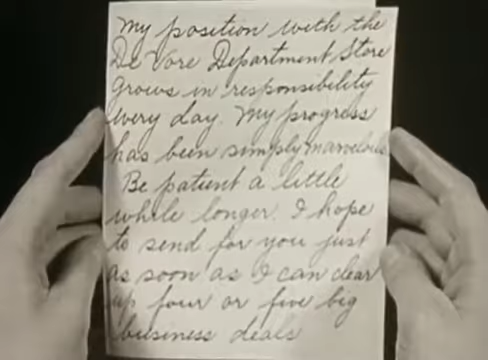 My position with the
De Vore Department Store
grows in responsibility
every day. My progress
has been simply marvelous.
Be patient a little
while longer. I hope
to send for you just
as soon as I can clear
up four or five big
business deals